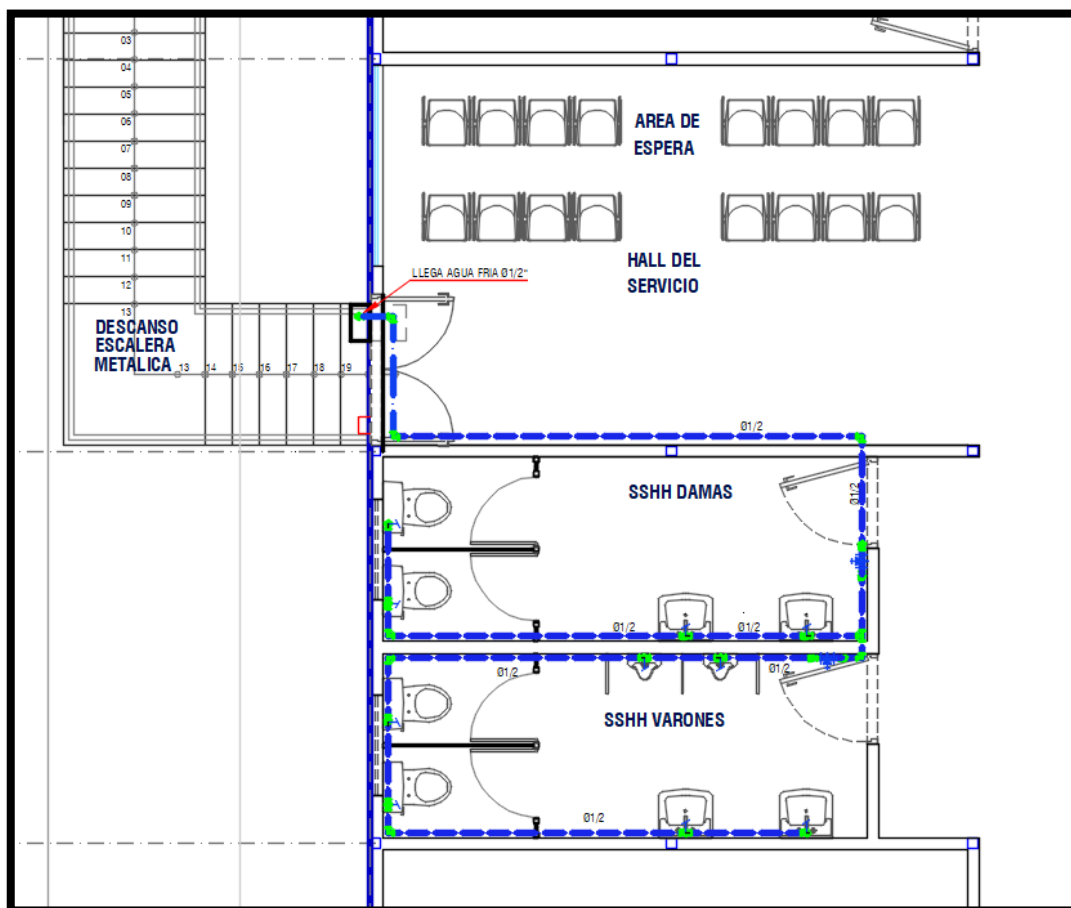 03
04
05
06
07
08
09
10
11
12
13
AREA DE
ESPERA
HALL DEL
SERVICIO
LLEGA AGUA FRIA Ø1/2"
DESCANSO
ESCALERA
METALICA
13
14
15
16
17
18
19
Ø1/2
SSHH DAMAS
Ø1/2
Ø1/2
Ø1/2
Ø1/2
Ø1/2
SSHH VARONES
Ø1/2